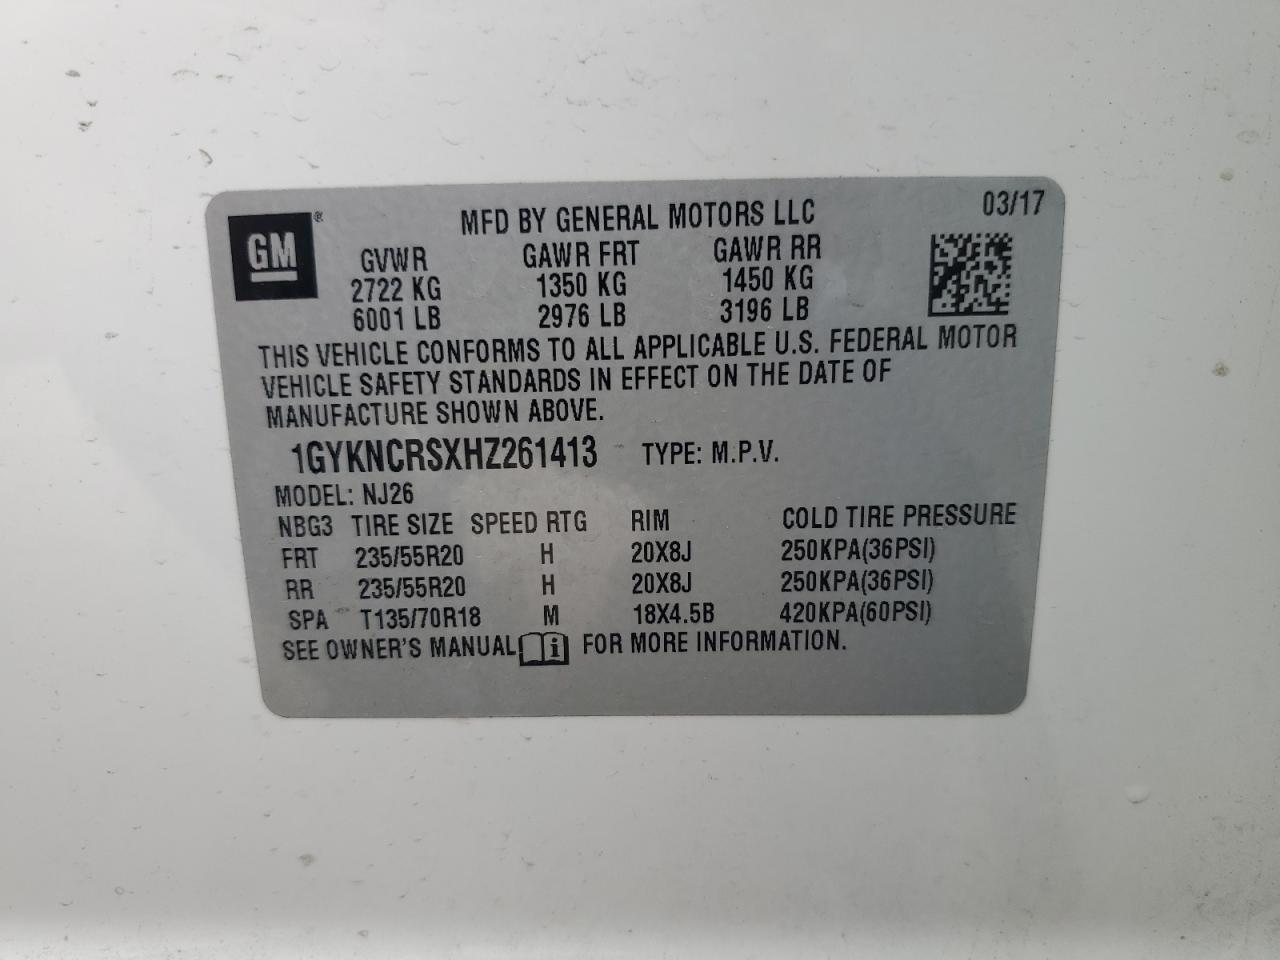 GM®
MFD BY GENERAL MOTORS LLC 03/17
GVWR GAWR FRT GAWR RR
2722 KG 1350 KG 1450 KG
6001 LB 2976 LB 3196 LB
THIS VEHICLE CONFORMS TO ALL APPLICABLE U.S. FEDERAL MOTOR
VEHICLE SAFETY STANDARDS IN EFFECT ON THE DATE OF
MANUFACTURE SHOWN ABOVE.
1GYKNCRSXHZ261413 TYPE: M.P.V.
MODEL: NJ26
NBG3 TIRE SIZE SPEED RTG RIM COLD TIRE PRESSURE
FRT 235/55R20 H 20X8J 250KPA(36PSI)
RR 235/55R20 H 20X8J 250KPA(36PSI)
SPA T135/70R18 M 18X4.5B 420KPA(60PSI)
SEE OWNER'S MANUAL i FOR MORE INFORMATION.